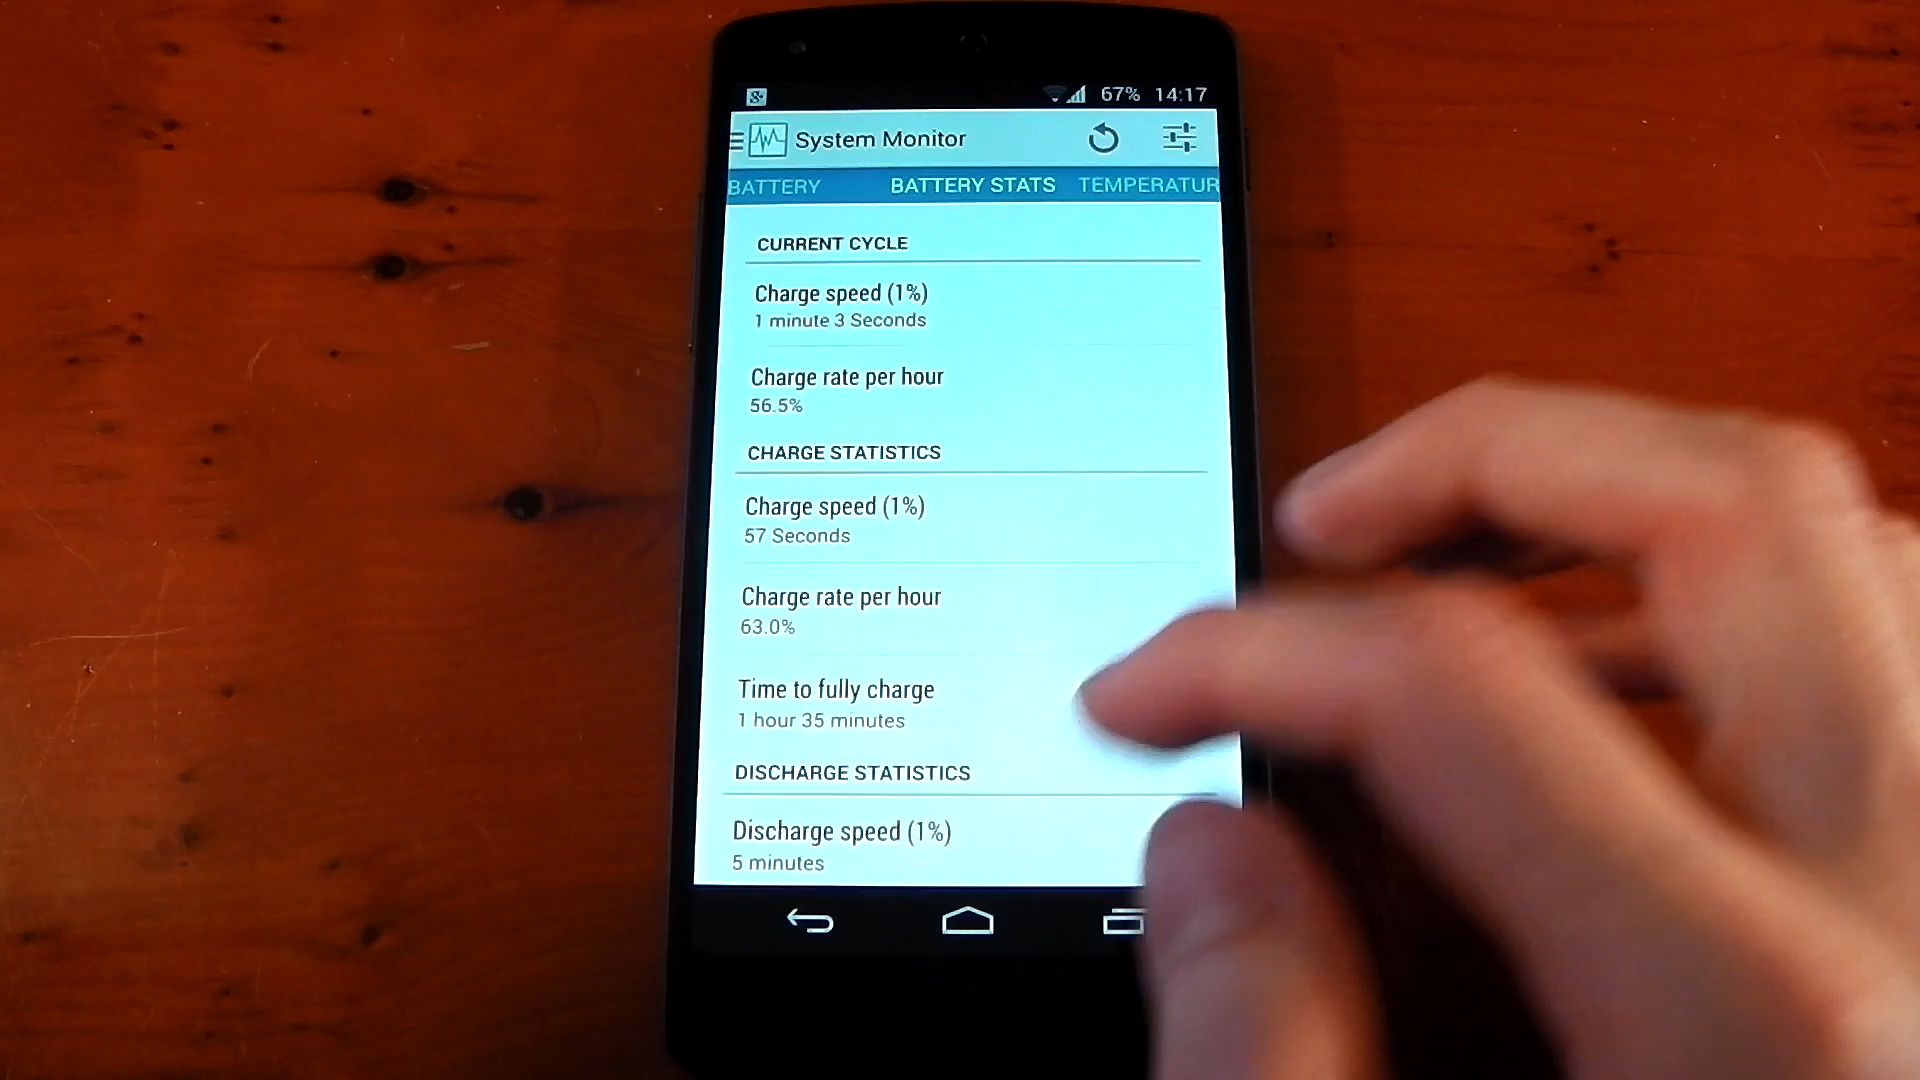 67% 14:17
System Monitor
BATTERY BATTERY STATS TEMPERATUR
CURRENT CYCLE
Charge speed (1%)
1 minute 3 Seconds
Charge rate per hour
56.5%
CHARGE STATISTICS
Charge speed (1%)
57 Seconds
Charge rate per hour
63.0%
Time to fully charge
1 hour 35 minutes
DISCHARGE STATISTICS
Discharge speed (1%)
5 minutes